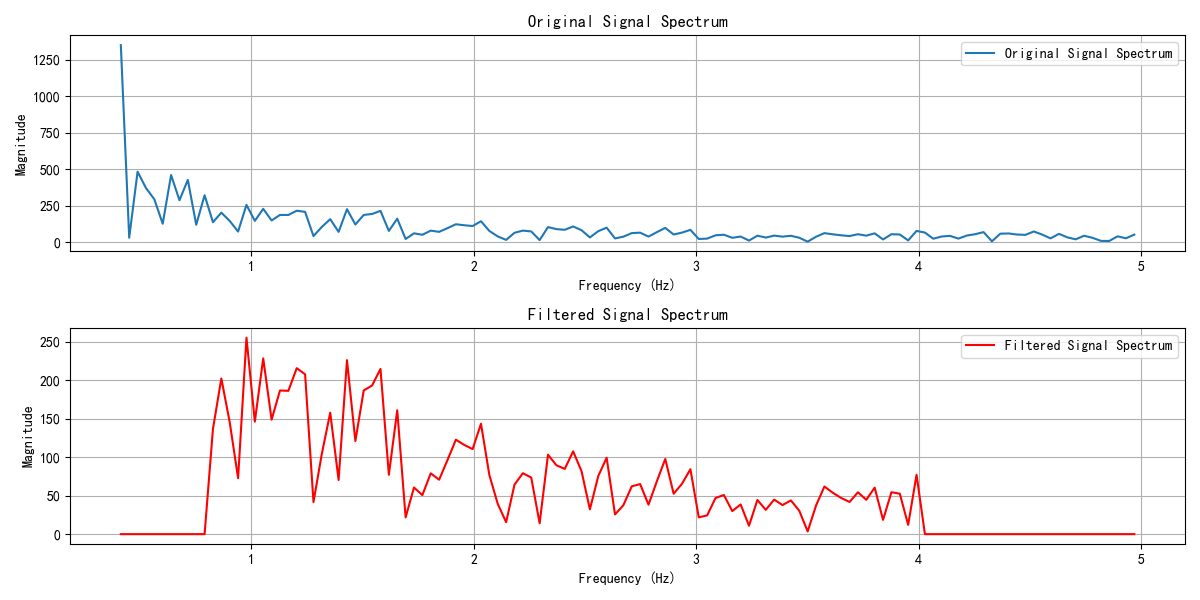 Original Signal Spectrum
Original Signal Spectrum
1250
1000
750
500
250
0
Magnitude
1 2 3 4 5
Frequency (Hz)
Filtered Signal Spectrum
Filtered Signal Spectrum
250
200
150
100
50
0
Magnitude
1 2 3 4 5
Frequency (Hz)